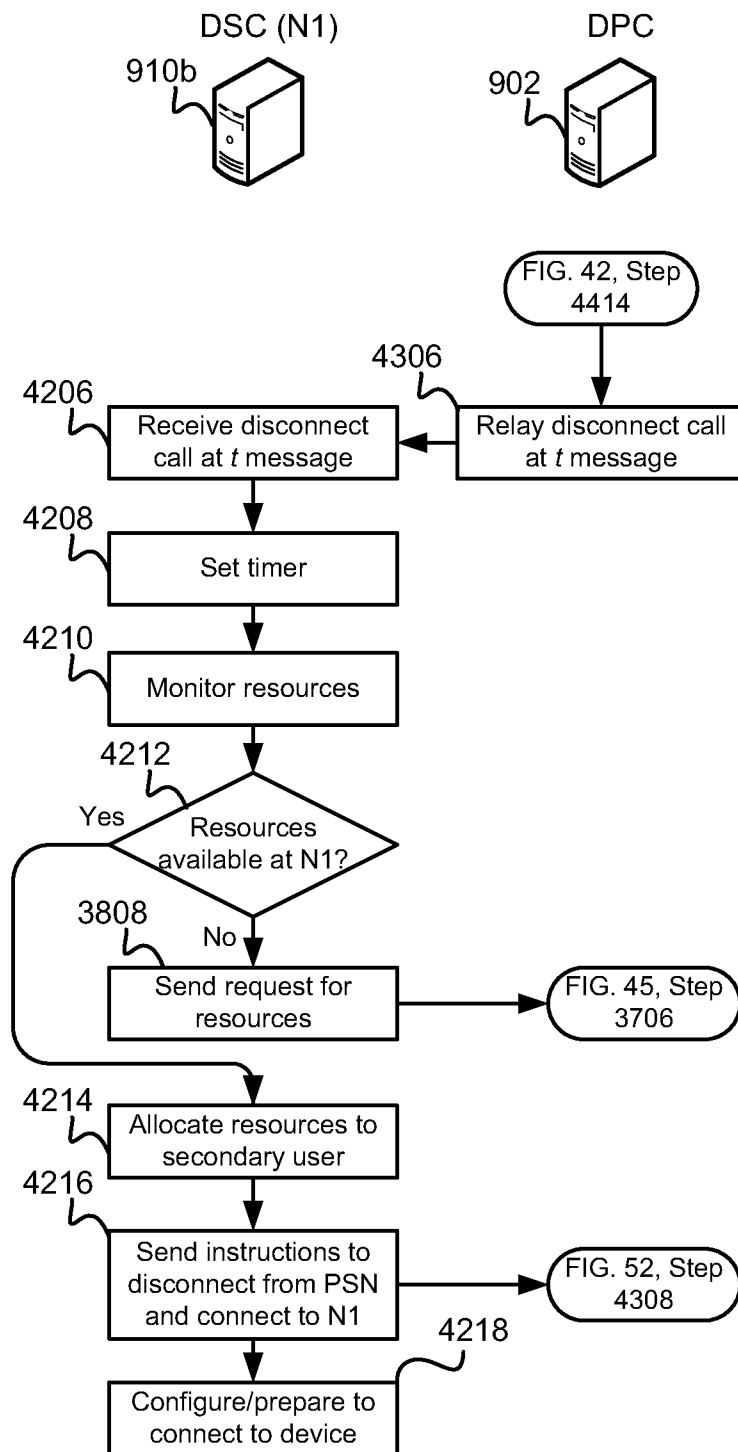 DSC (N1)
DPC
910b
902
FIG. 42, Step
4414
4306
4206
Receive disconnect
call at t message
Relay disconnect call
at t message
4208
Set timer
4210
Monitor resources
4212
Yes
Resources
available at N1?
3808
No
Send request for
resources
FIG. 45, Step
3706
4214
Allocate resources to
secondary user
4216
Send instructions to
disconnect from PSN
and connect to N1
FIG. 52, Step
4308
4218
Configure/prepare to
connect to device